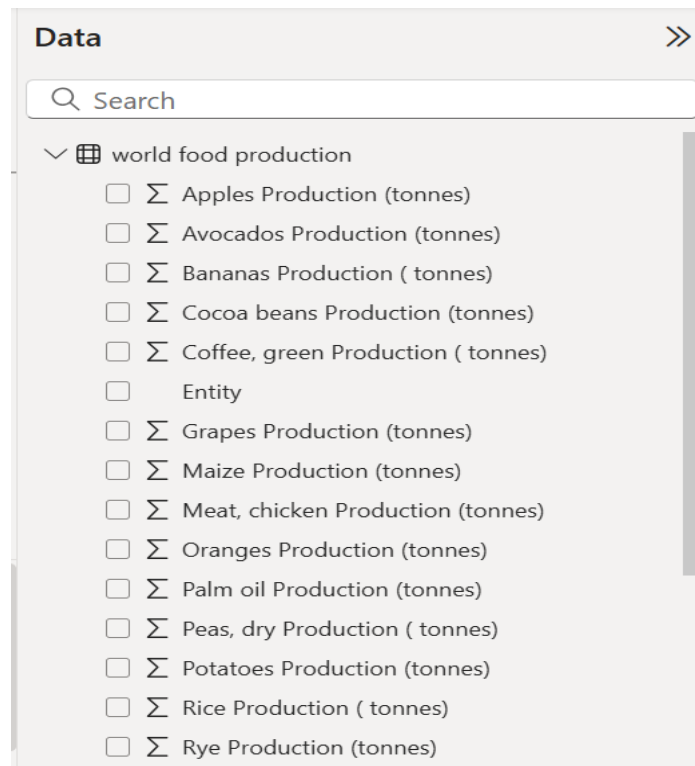 Data
Search
world food production
Apples Production (tonnes)
Avocados Production (tonnes)
Bananas Production ( tonnes)
Cocoa beans Production (tonnes)
Coffee, green Production ( tonnes)
Entity
Grapes Production (tonnes)
Maize Production (tonnes)
Meat, chicken Production (tonnes)
Oranges Production (tonnes)
Palm oil Production (tonnes)
Peas, dry Production ( tonnes)
Potatoes Production (tonnes)
Rice Production ( tonnes)
Rye Production (tonnes)